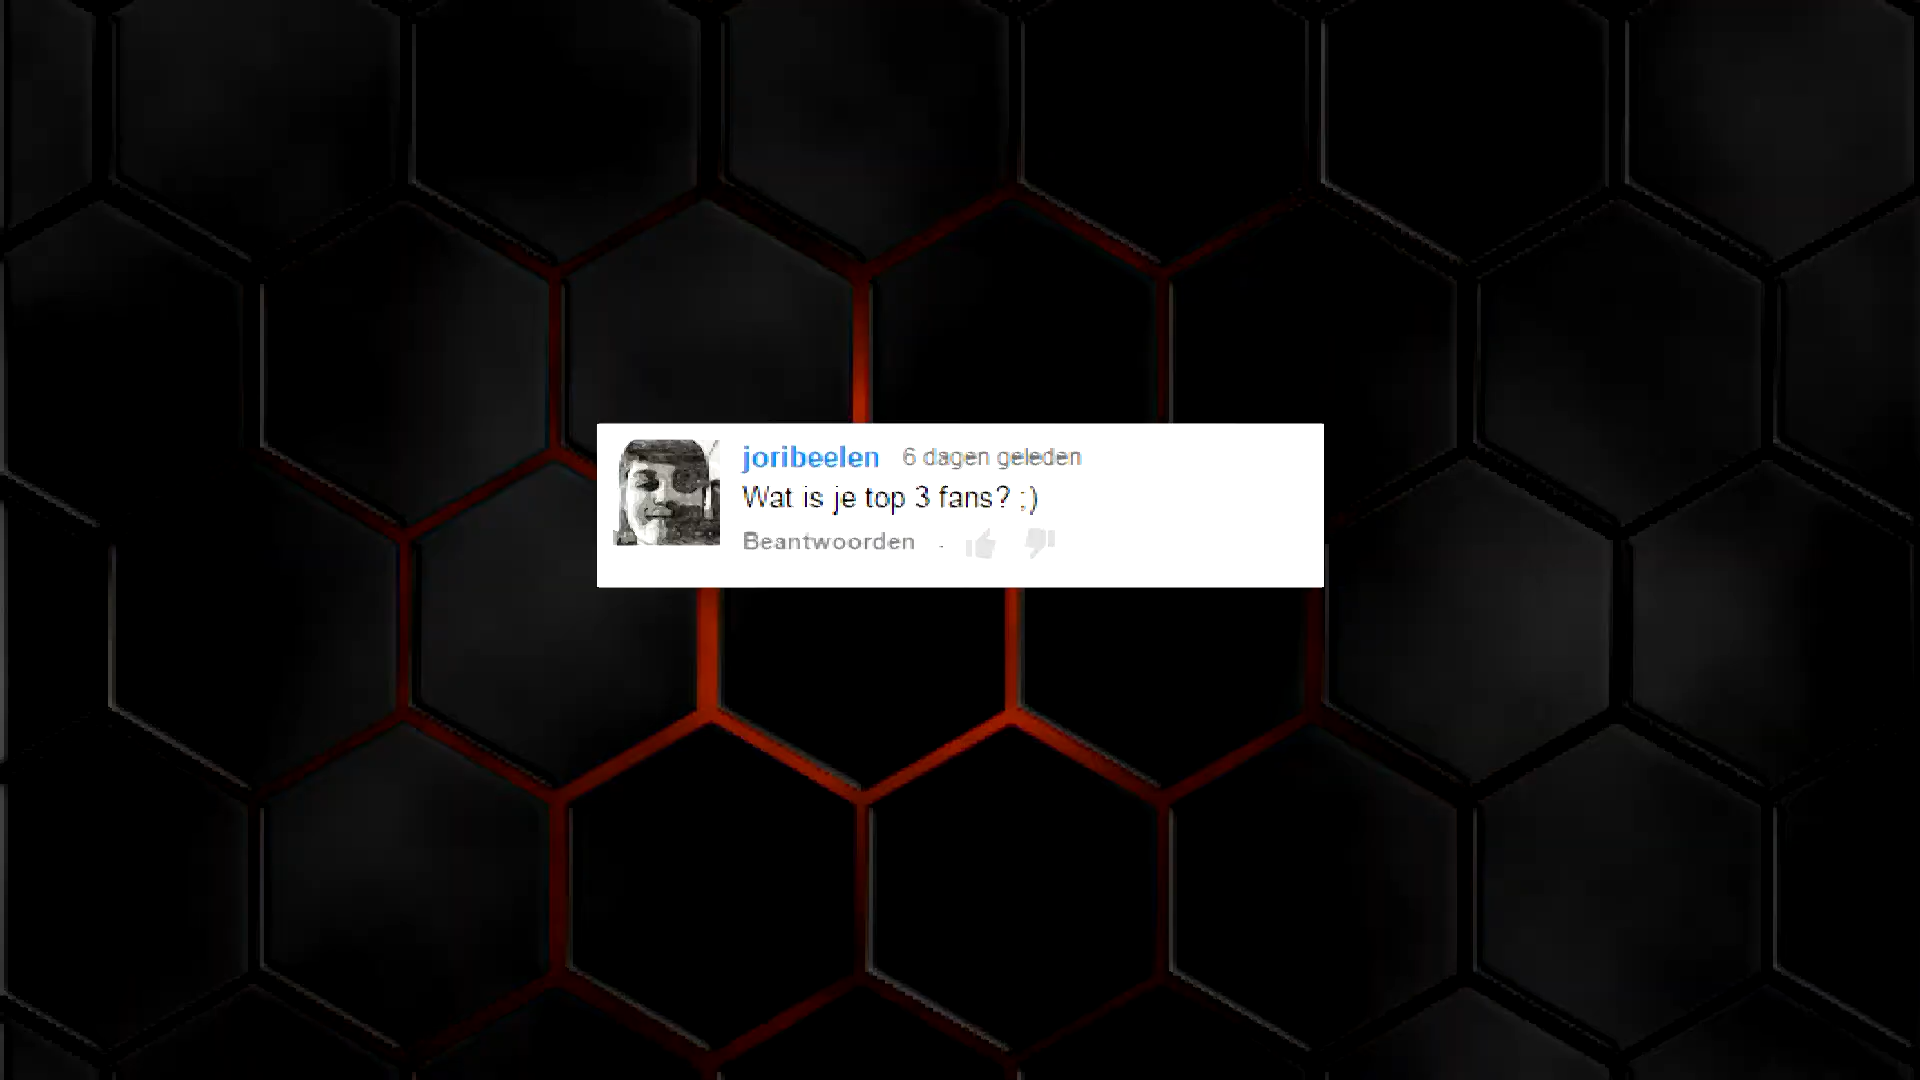 joribeelen 6 dagen geleden
Wat is je top 3 fans? ;)
Beantwoorden ·